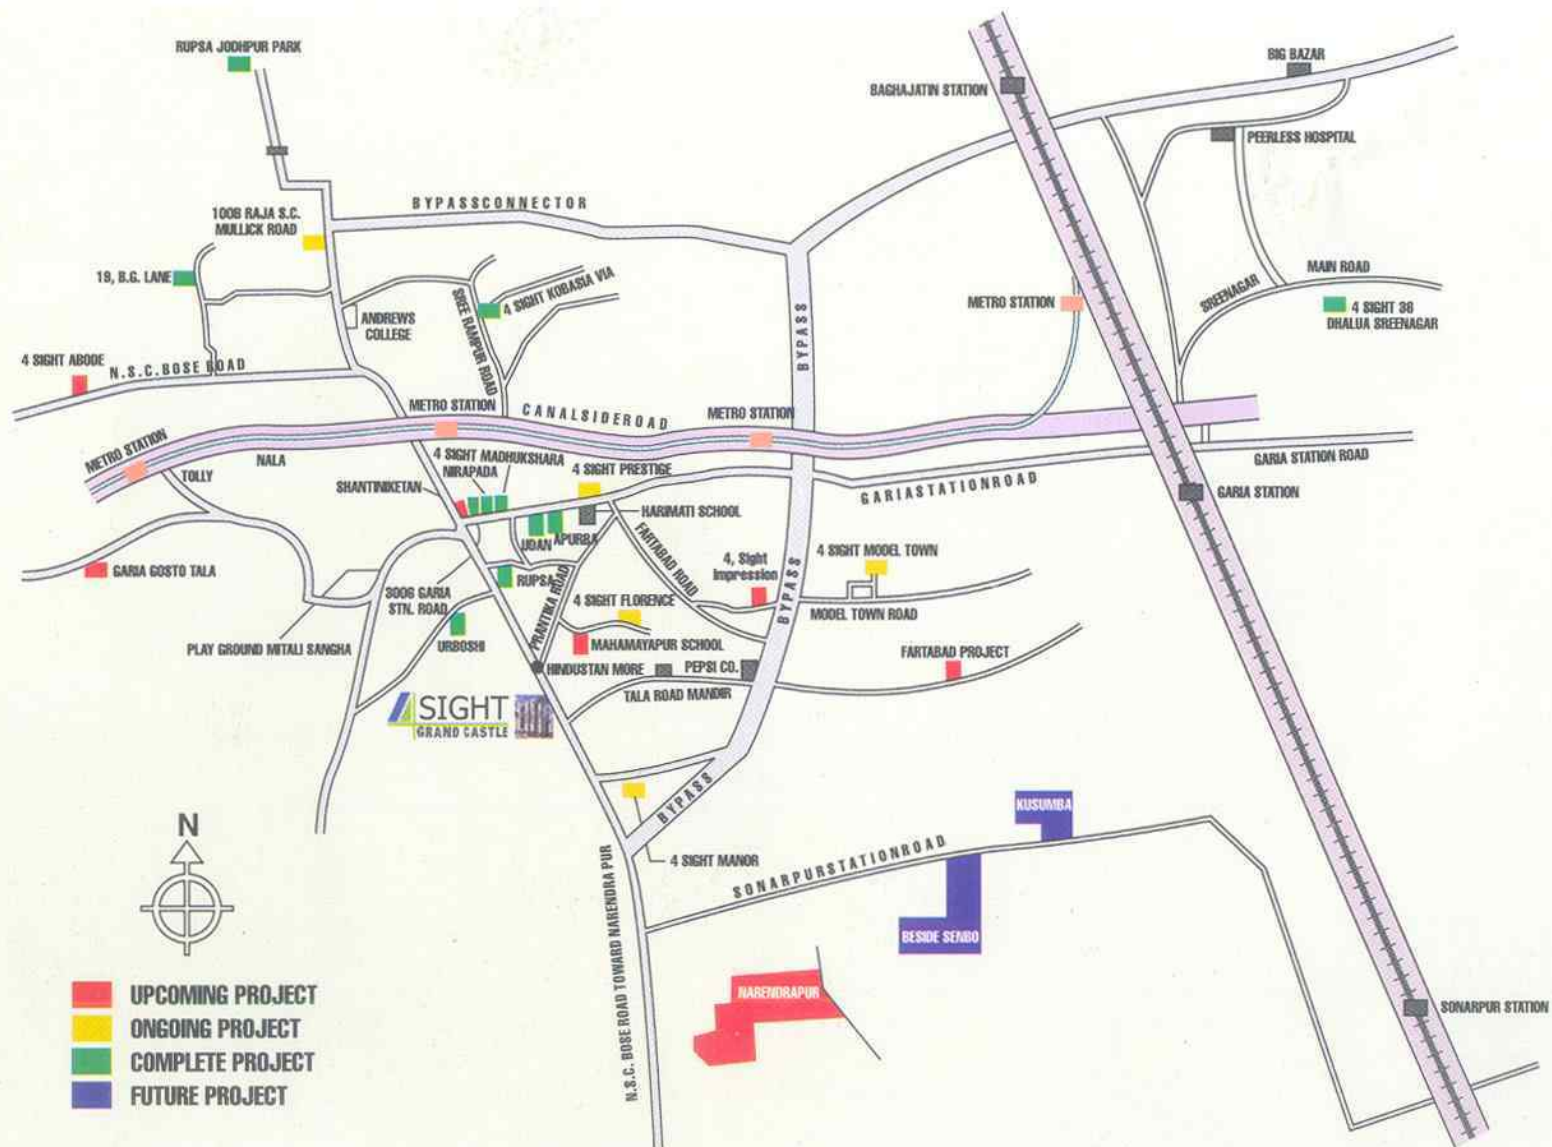 RUPSA JODHPUR PARK
BIG BAZAR
BAGHAJATIN STATION
PEERLESS HOSPITAL
BYPASSCONNECTOR
100B RAJA S.C.
MULLICK ROAD
19, B.G. LANE
4 SIGHT KOBASIA VIA
SREE RAMPUR ROAD
ANDREWS
COLLEGE
BYPASS
METRO STATION
SREENAGAR
MAIN ROAD
4 SIGHT 36
DHALUA SREENAGAR
4 SIGHT ABODE
N.S.C.BOSE ROAD
METRO STATION
CANALSIDEROAD
METRO STATION
METRO STATION
TOLLY
NALA
4 SIGHT MADHUKSHARA
NIRAPADA
4 SIGHT PRESTIGE
SHANTINIKETAN
GARIASTATIONROAD
GARIA STATION ROAD
GARIA STATION
HARIMATI SCHOOL
UDAN
APURBA
FARTABAD ROAD
4, Sight
Impression
4 SIGHT MODEL TOWN
GARIA GOSTO TALA
300B GARIA
STN. ROAD
RUPSA
PRANTIKA ROAD
4 SIGHT FLORENCE
BYPASS
MODEL TOWN ROAD
PLAY GROUND MITALI SANGHA
URBOSHI
MAHAMAYAPUR SCHOOL
FARTABAD PROJECT
HINDUSTAN MORE
PEPSI CO.
TALA ROAD MANDIR
4 SIGHT
GRAND CASTLE
BYPASS
4 SIGHT MANOR
KUSUMBA
SONARPURSTATIONROAD
BESIDE SENBO
N.S.C. BOSE ROAD TOWARD NARENDRA PUR
NARENDRAPUR
SONARPUR STATION
N
UPCOMING PROJECT
ONGOING PROJECT
COMPLETE PROJECT
FUTURE PROJECT